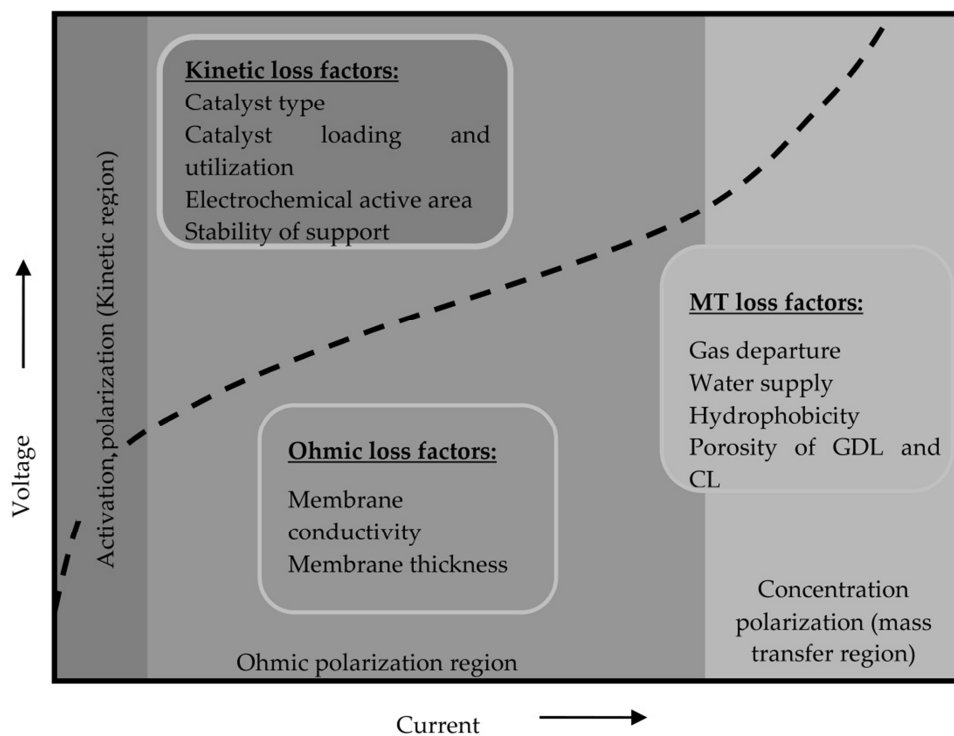 Kinetic loss factors:
Catalyst type
Catalyst loading and
utilization
Electrochemical active area
Stability of support
Activation polarization (Kinetic region)
MT loss factors:
Gas departure
Water supply
Hydrophobicity
Porosity of GDL and
CL
Ohmic loss factors:
Membrane
conductivity
Membrane thickness
Voltage
Concentration
polarization (mass
transfer region)
Ohmic polarization region
Current